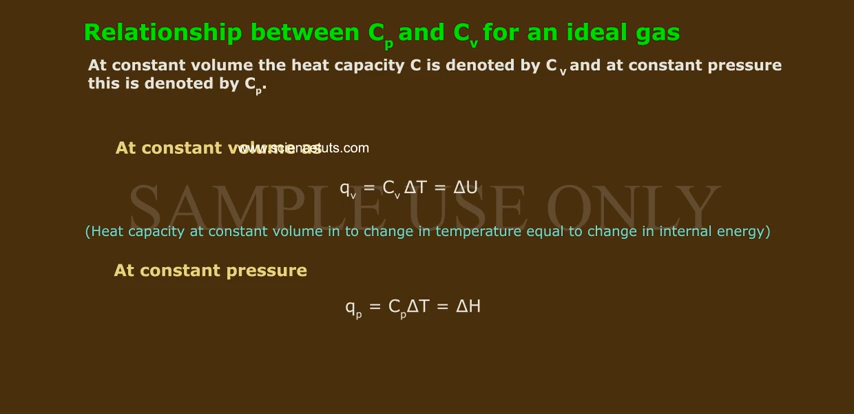 Relationship between Cp and Cv for an ideal gas
At constant volume the heat capacity C is denoted by Cv and at constant pressure
this is denoted by Cp.
At constant volume as
www.sciencetuts.com
qv = Cv ΔT = ΔU
SAMPLE USE ONLY
(Heat capacity at constant volume in to change in temperature equal to change in internal energy)
At constant pressure
qp = CpΔT = ΔH